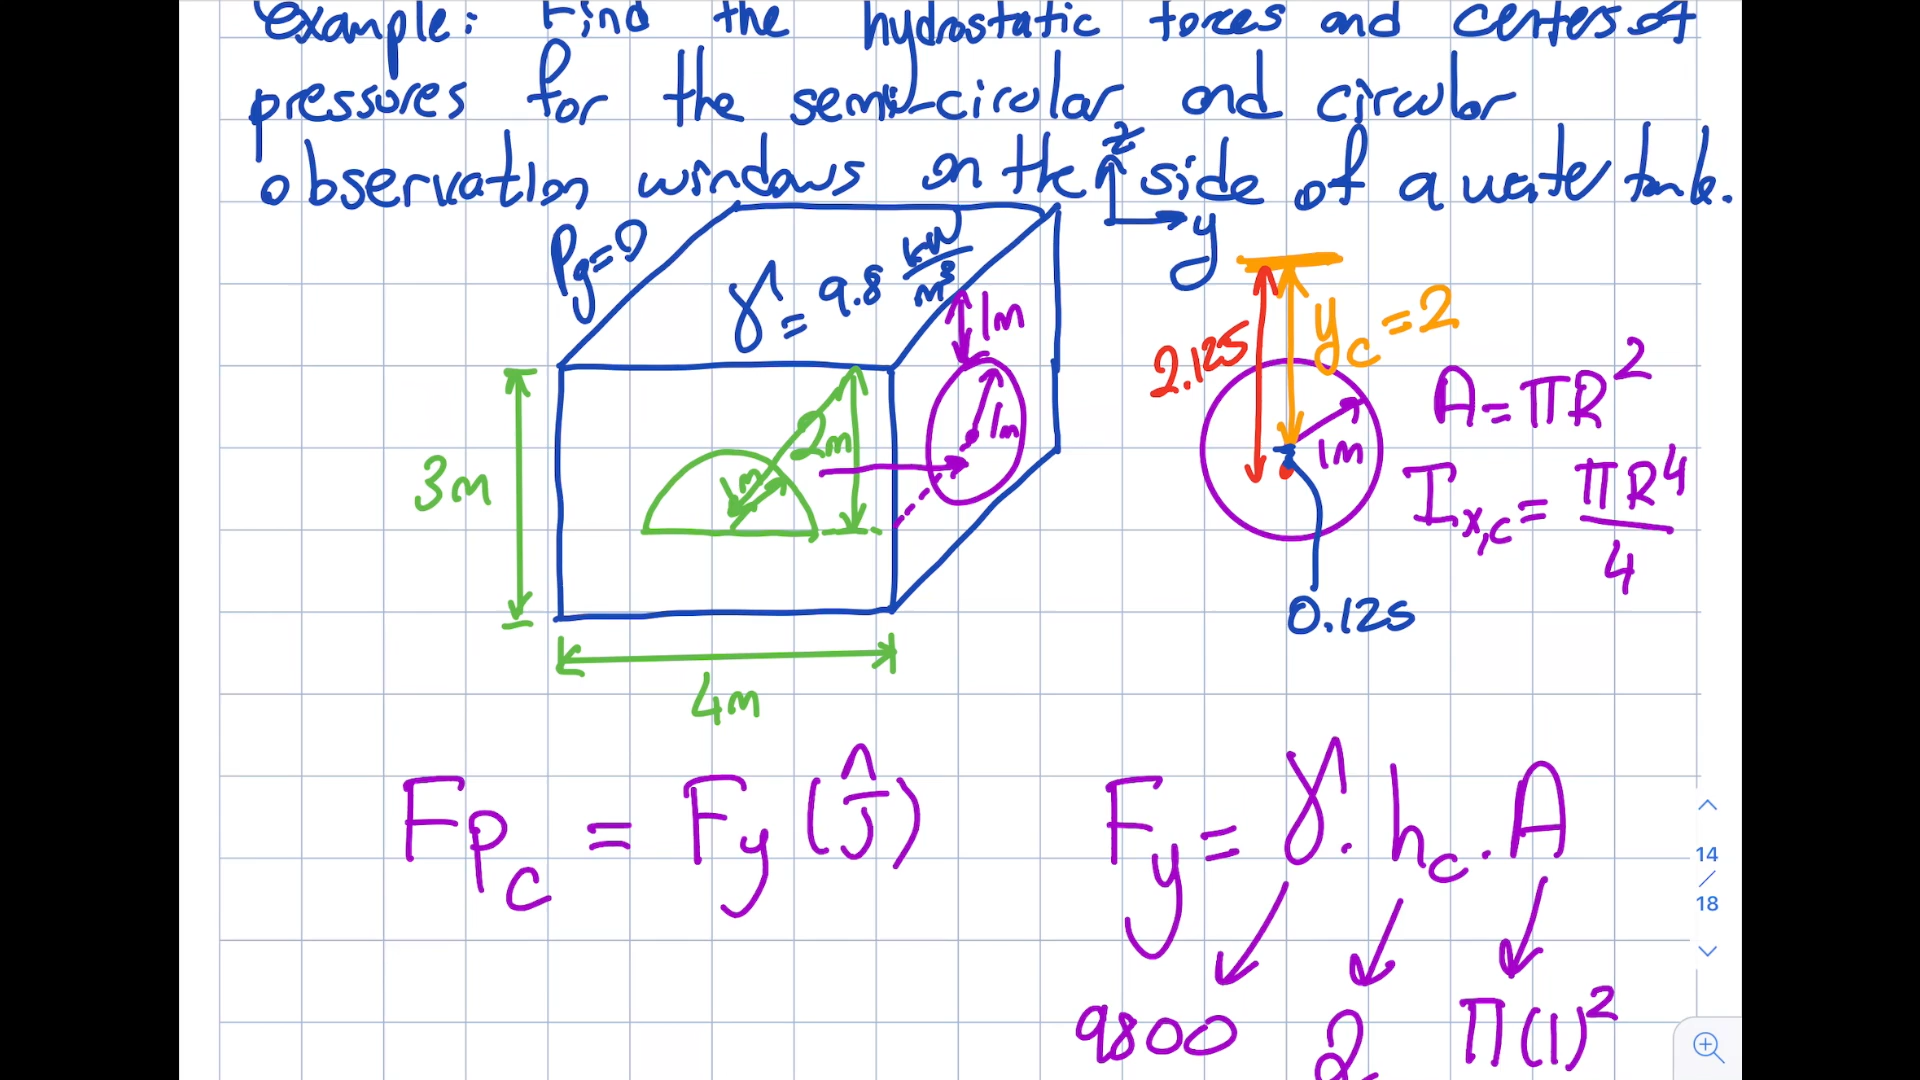 Example: Find the hydrostatic forces and centers of
pressures for the semi-circular and circular
observation windows on the side of a water tank.
z
y
Pg=0
γ = 9.8 kN/m³
1m
1m
2m
1m
3m
4m
2.125
yc = 2
1m
0.125
A = πR²
Ix,c = πR⁴/4
FPc = Fy (ĵ)
Fy = γ. hc . A
9800 2 π(1)²
14
/
18